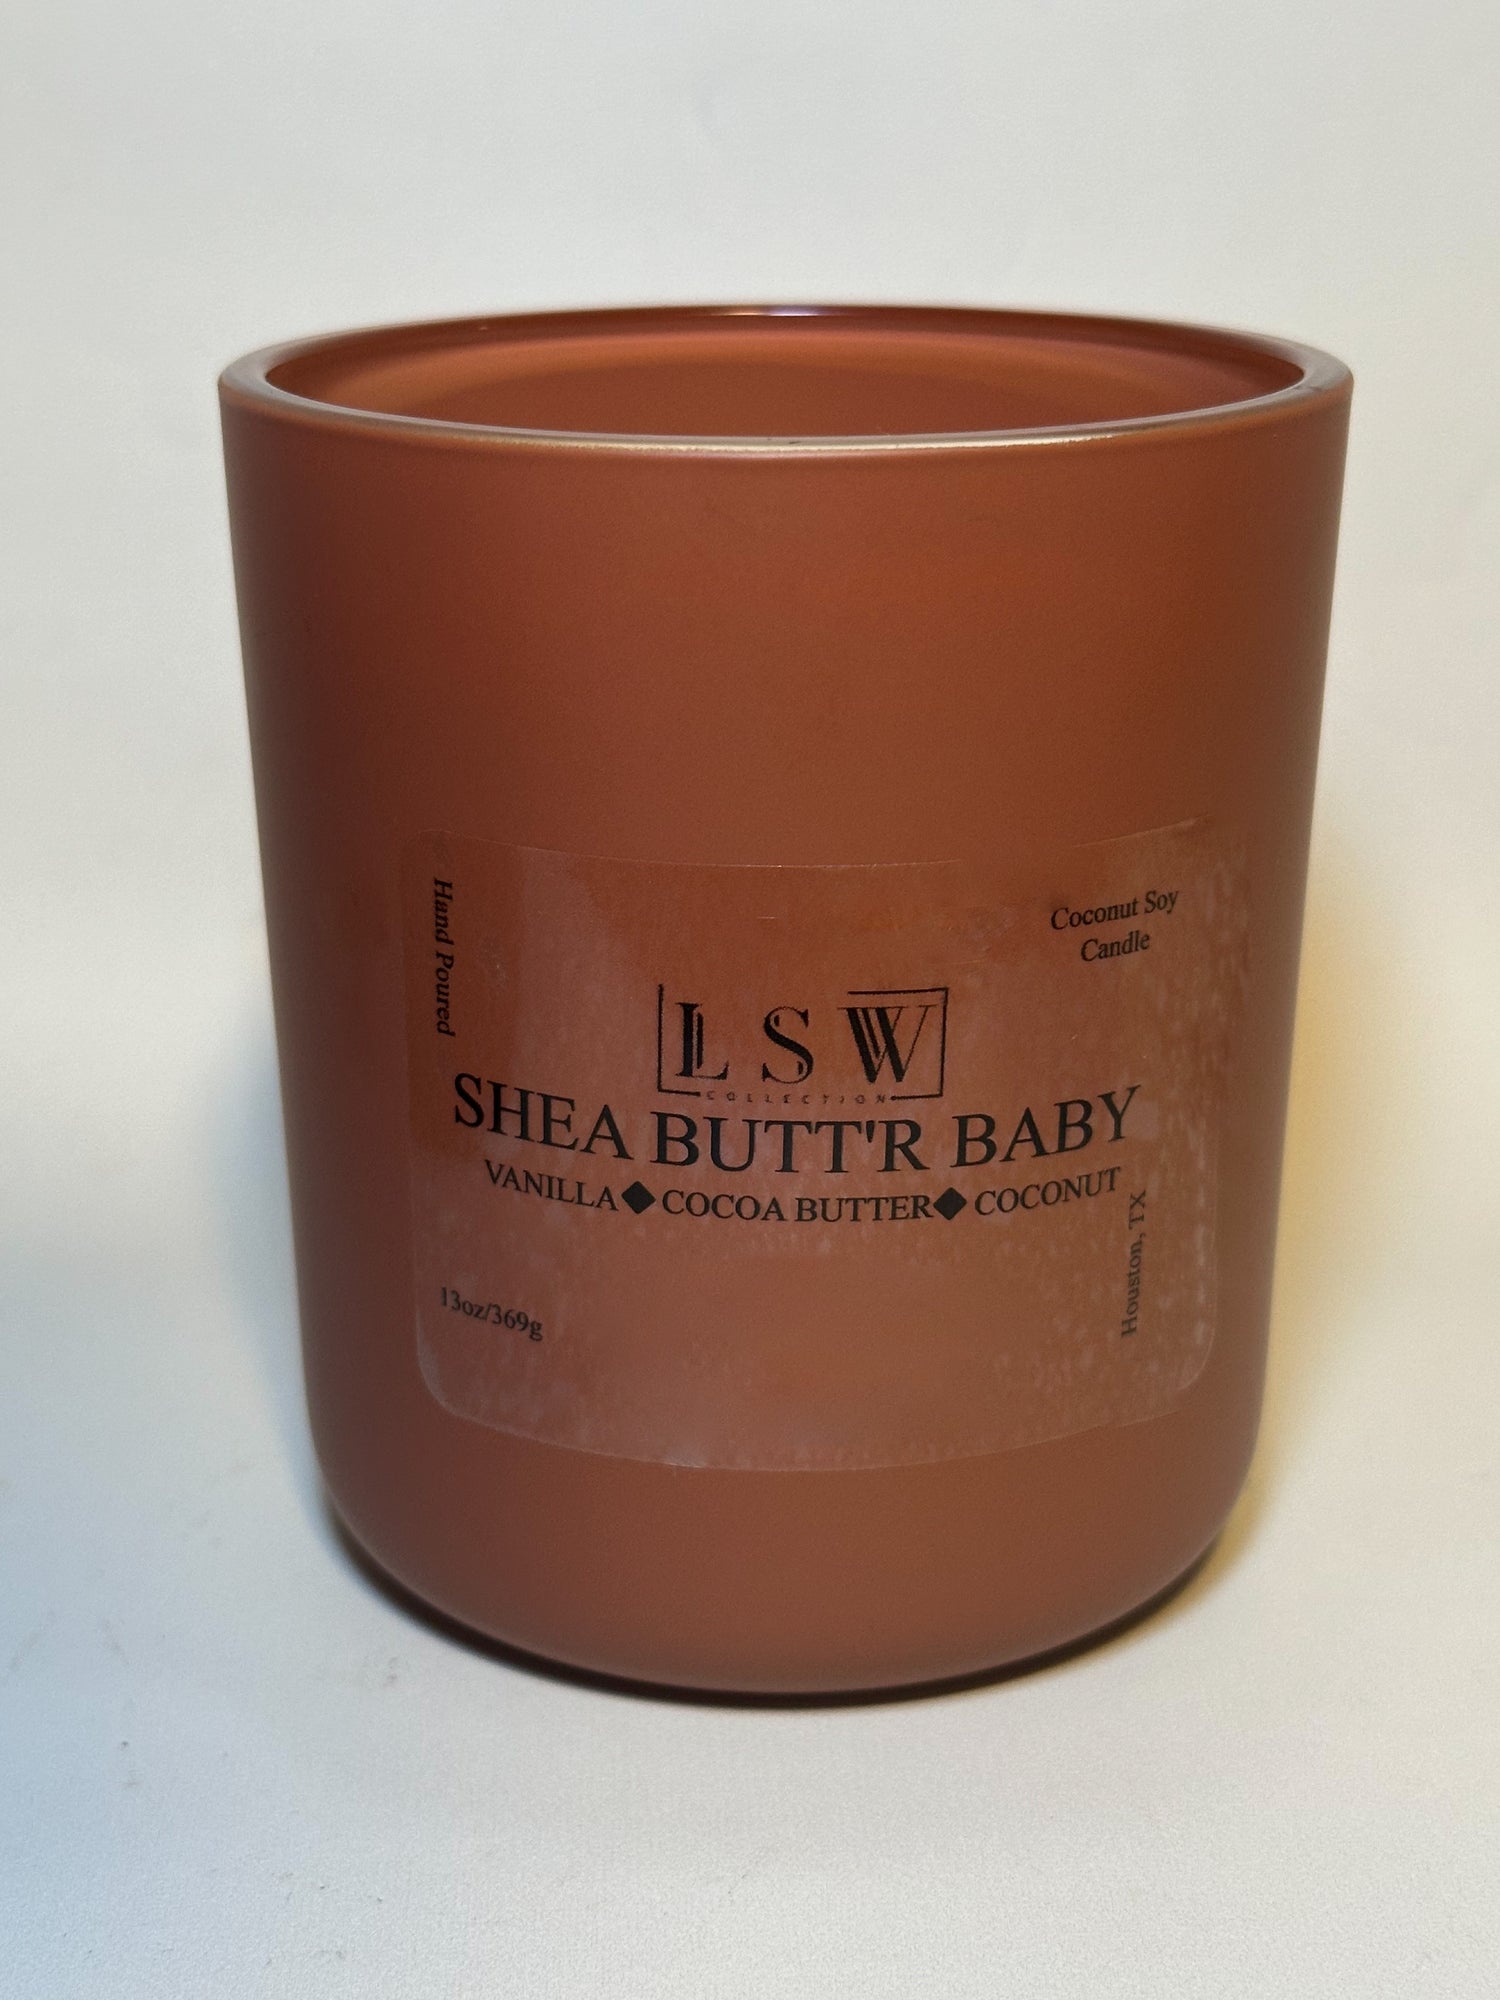 Hand Poured
Coconut Soy
Candle
LSW
COLLECTION
SHEA BUTT'R BABY
VANILLA◆COCOA BUTTER◆COCONUT
13oz/369g
Houston, TX